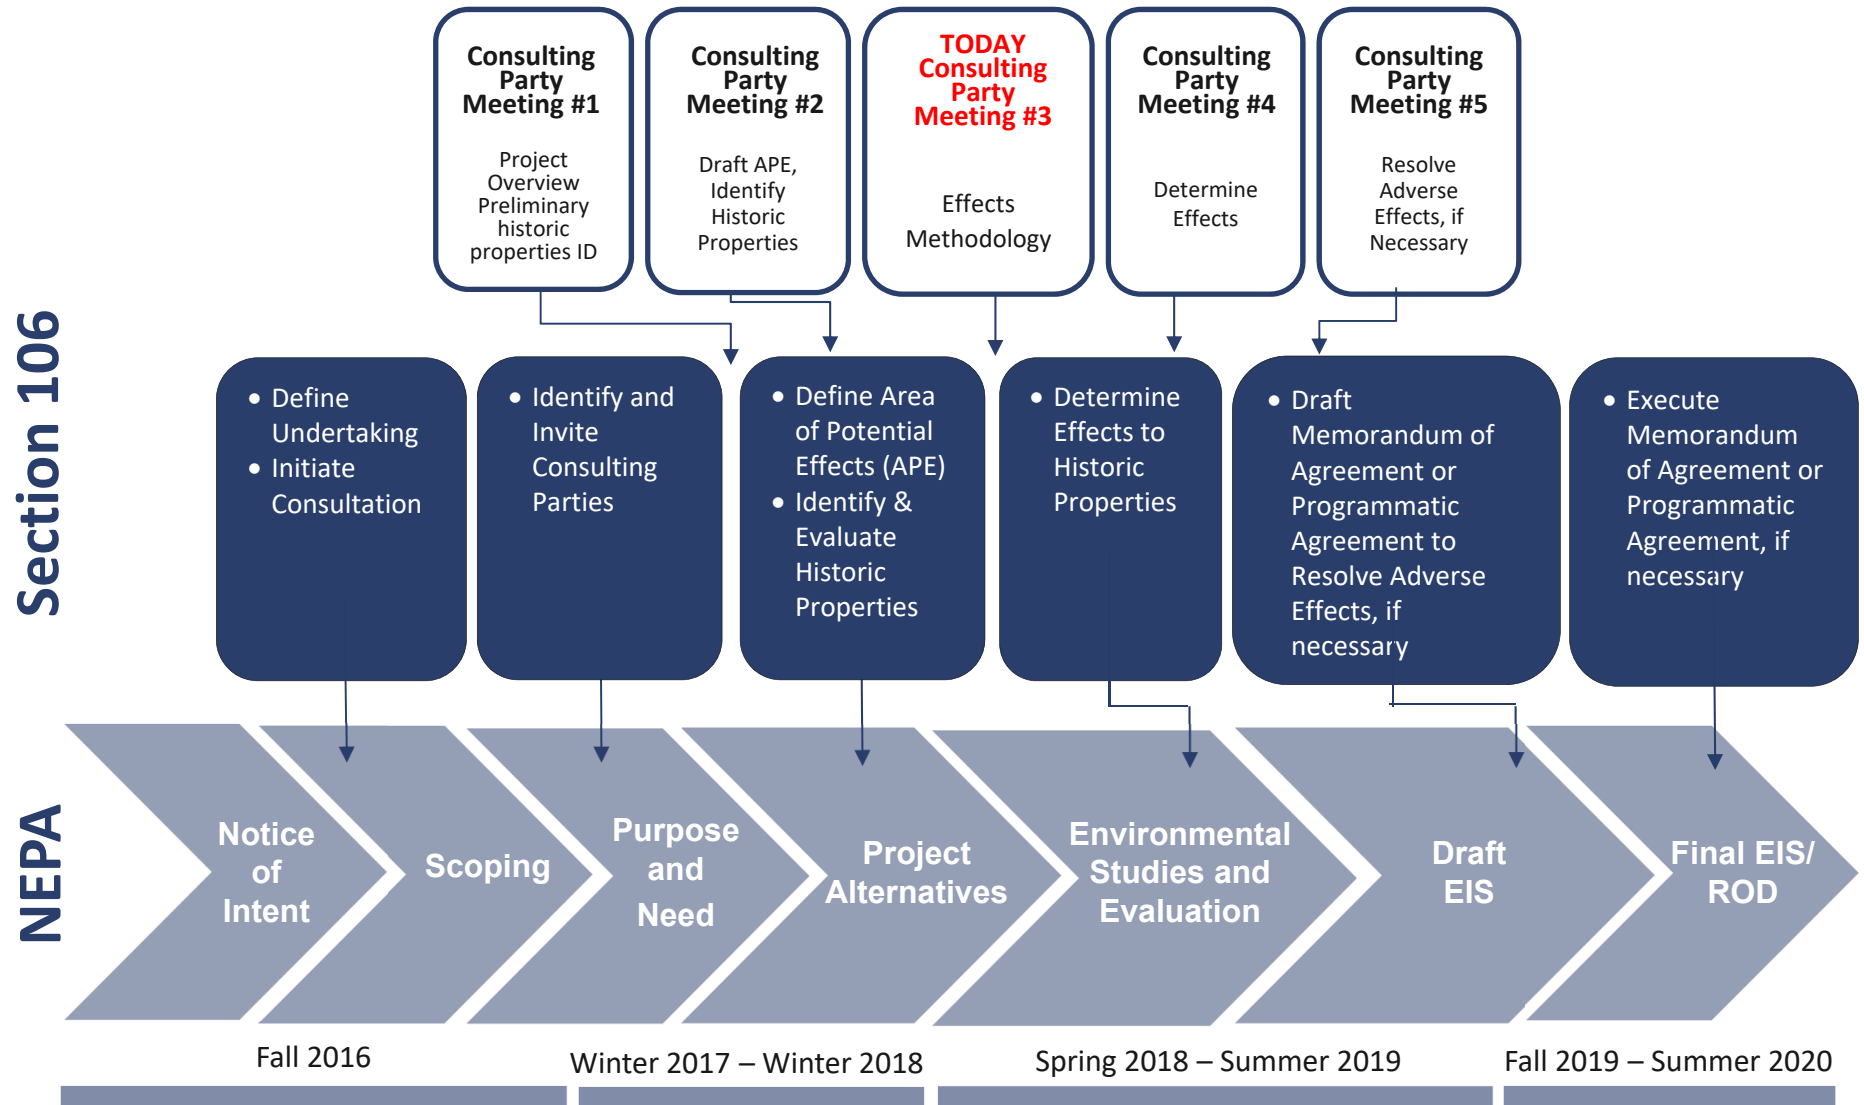 Consulting
Party
Meeting #1
Project
Overview
Preliminary
historic
properties ID
Consulting
Party
Meeting #2
Draft APE,
Identify
Historic
Properties
TODAY
Consulting
Party
Meeting #3
Effects
Methodology
Consulting
Party
Meeting #4
Determine
Effects
Consulting
Party
Meeting #5
Resolve
Adverse
Effects, if
Necessary
Section 106
• Define
Undertaking
• Initiate
Consultation
• Identify and
Invite
Consulting
Parties
• Define Area
of Potential
Effects (APE)
• Identify &
Evaluate
Historic
Properties
• Determine
Effects to
Historic
Properties
• Draft
Memorandum of
Agreement or
Programmatic
Agreement to
Resolve Adverse
Effects, if
necessary
• Execute
Memorandum
of Agreement or
Programmatic
Agreement, if
necessary
NEPA
Notice
of
Intent
Scoping
Purpose
and
Need
Project
Alternatives
Environmental
Studies and
Evaluation
Draft
EIS
Final EIS/
ROD
Fall 2016
Winter 2017 – Winter 2018
Spring 2018 – Summer 2019
Fall 2019 – Summer 2020